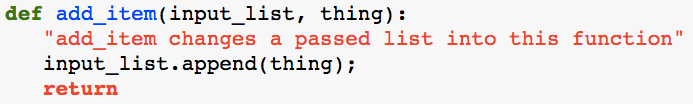 def add_item(input_list, thing):
    "add_item changes a passed list into this function"
    input_list.append(thing);
    return